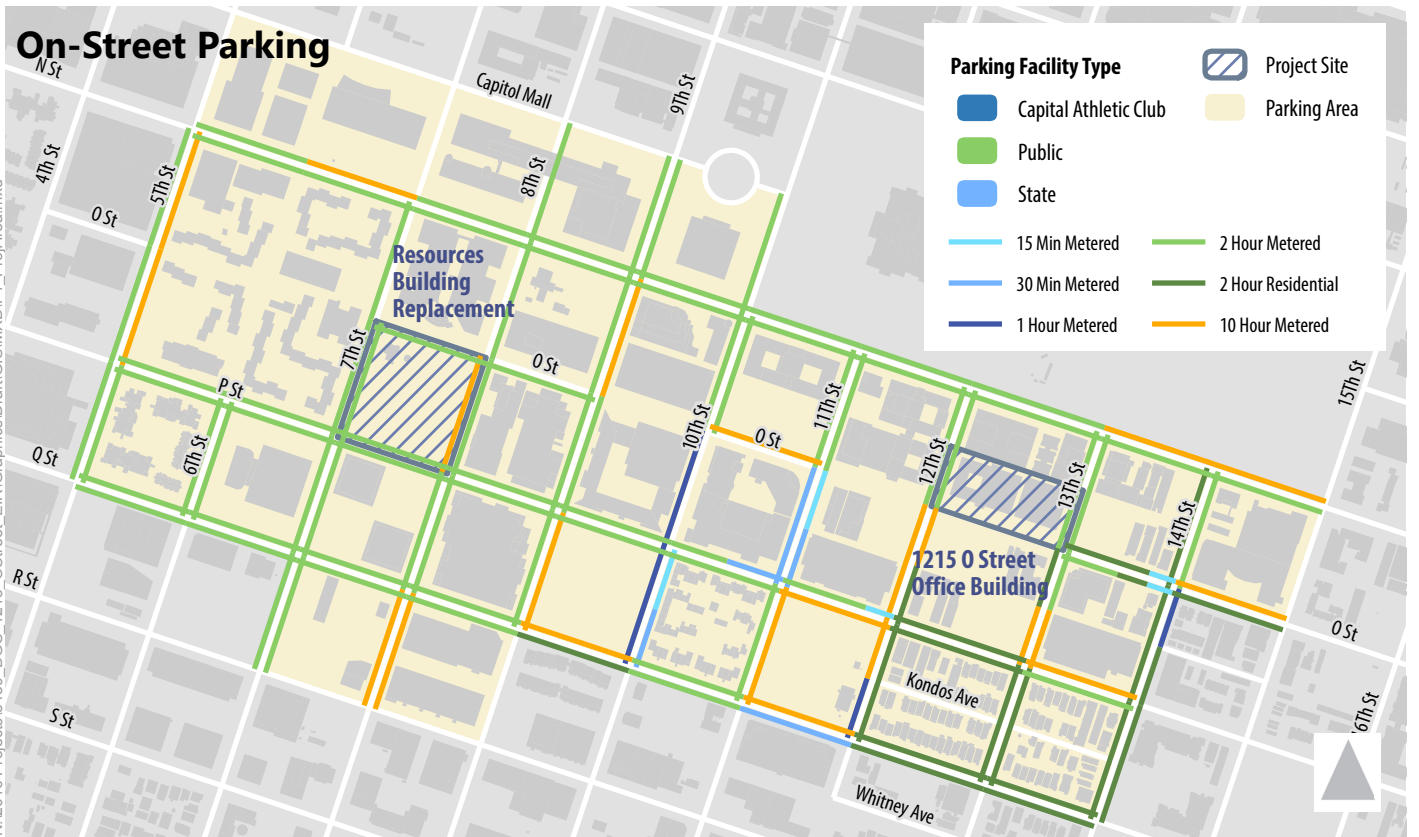 On-Street Parking
Parking Facility Type
Capital Athletic Club
Public
State
Project Site
Parking Area
15 Min Metered
30 Min Metered
1 Hour Metered
2 Hour Metered
2 Hour Residential
10 Hour Metered
N St
Capitol Mall
9Th St
4Th St
5Th St
8Th St
O St
Resources
Building
Replacement
7Th St
O St
15Th St
P St
10Th St
11Th St
O St
6Th St
Q St
12Th St
13Th St
14Th St
1215 O Street
Office Building
R St
O St
Kondos Ave
S St
16Th St
Whitney Ave